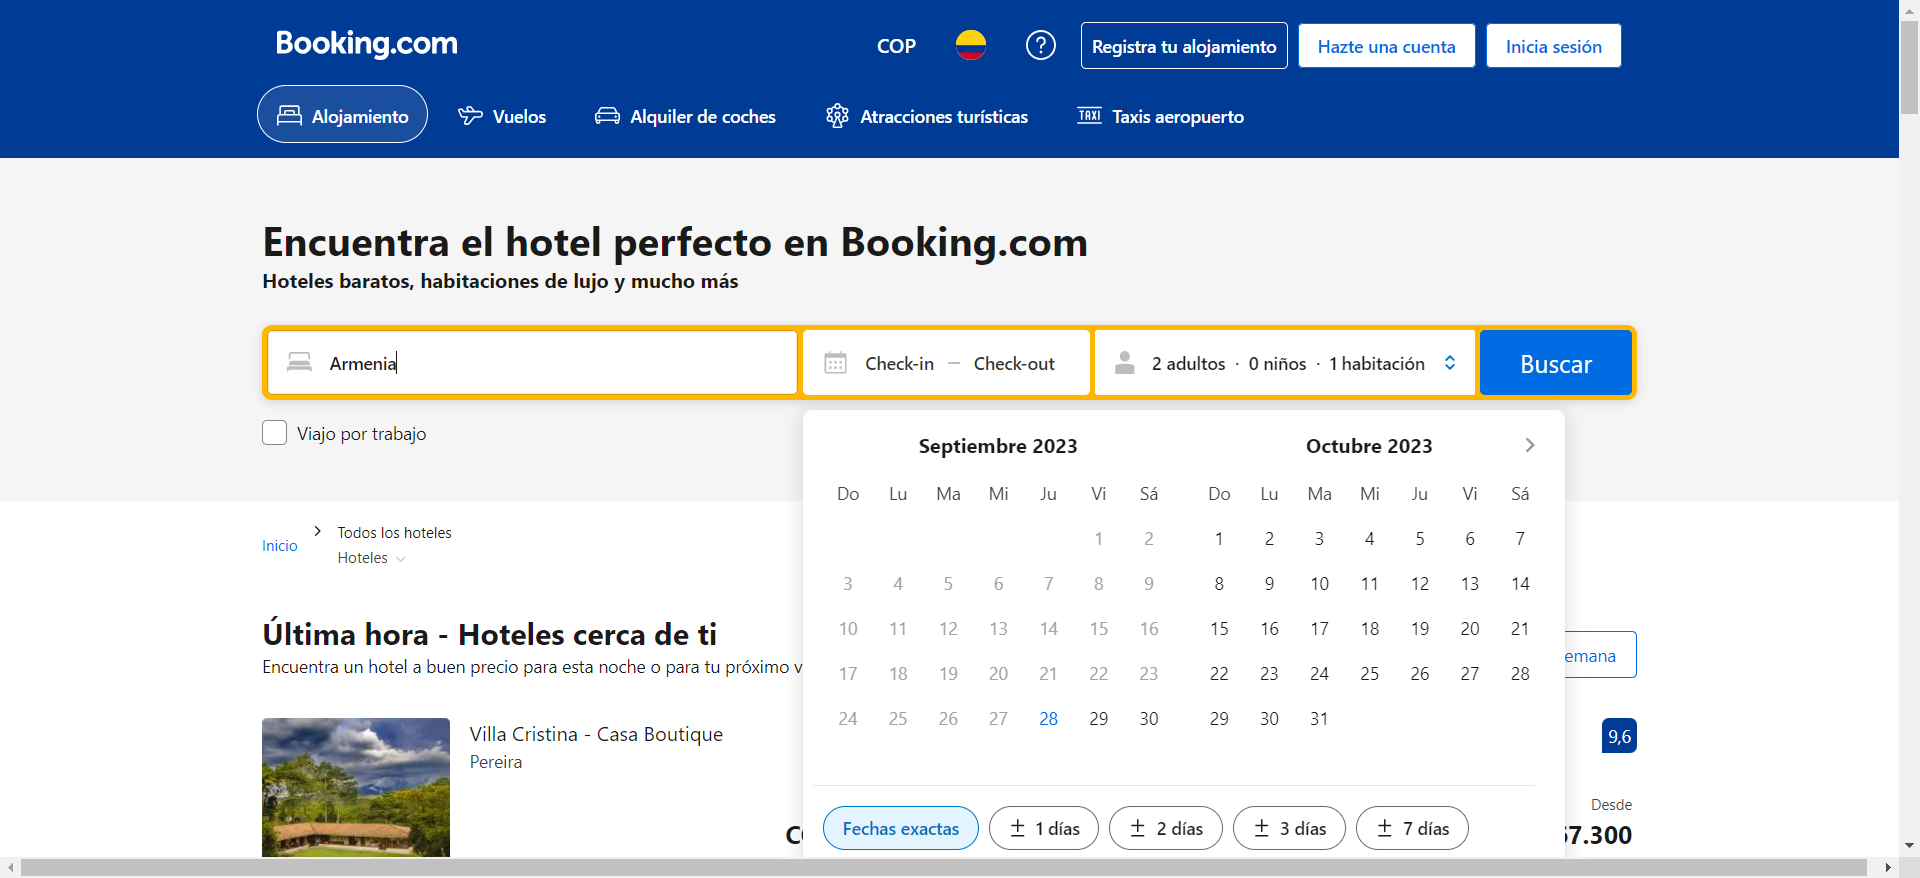 Booking.com
COP
Registra tu alojamiento
Hazte una cuenta
Inicia sesión
Alojamiento
Vuelos
Alquiler de coches
Atracciones turísticas
TAXI
Taxis aeropuerto
Encuentra el hotel perfecto en Booking.com
Hoteles baratos, habitaciones de lujo y mucho más
Armenia
Check-in — Check-out
2 adultos · 0 niños · 1 habitación
Buscar
Viajo por trabajo
Septiembre 2023
Do Lu Ma Mi Ju Vi Sá
1 2
3 4 5 6 7 8 9
10 11 12 13 14 15 16
17 18 19 20 21 22 23
24 25 26 27 28 29 30
Octubre 2023
Do Lu Ma Mi Ju Vi Sá
1 2 3 4 5 6 7
8 9 10 11 12 13 14
15 16 17 18 19 20 21
22 23 24 25 26 27 28
29 30 31
Fechas exactas
± 1 días
± 2 días
± 3 días
± 7 días
Inicio
Todos los hoteles
Hoteles
Última hora - Hoteles cerca de ti
Encuentra un hotel a buen precio para esta noche o para tu próximo v
emana
Villa Cristina - Casa Boutique
Pereira
9,6
Desde
7.300